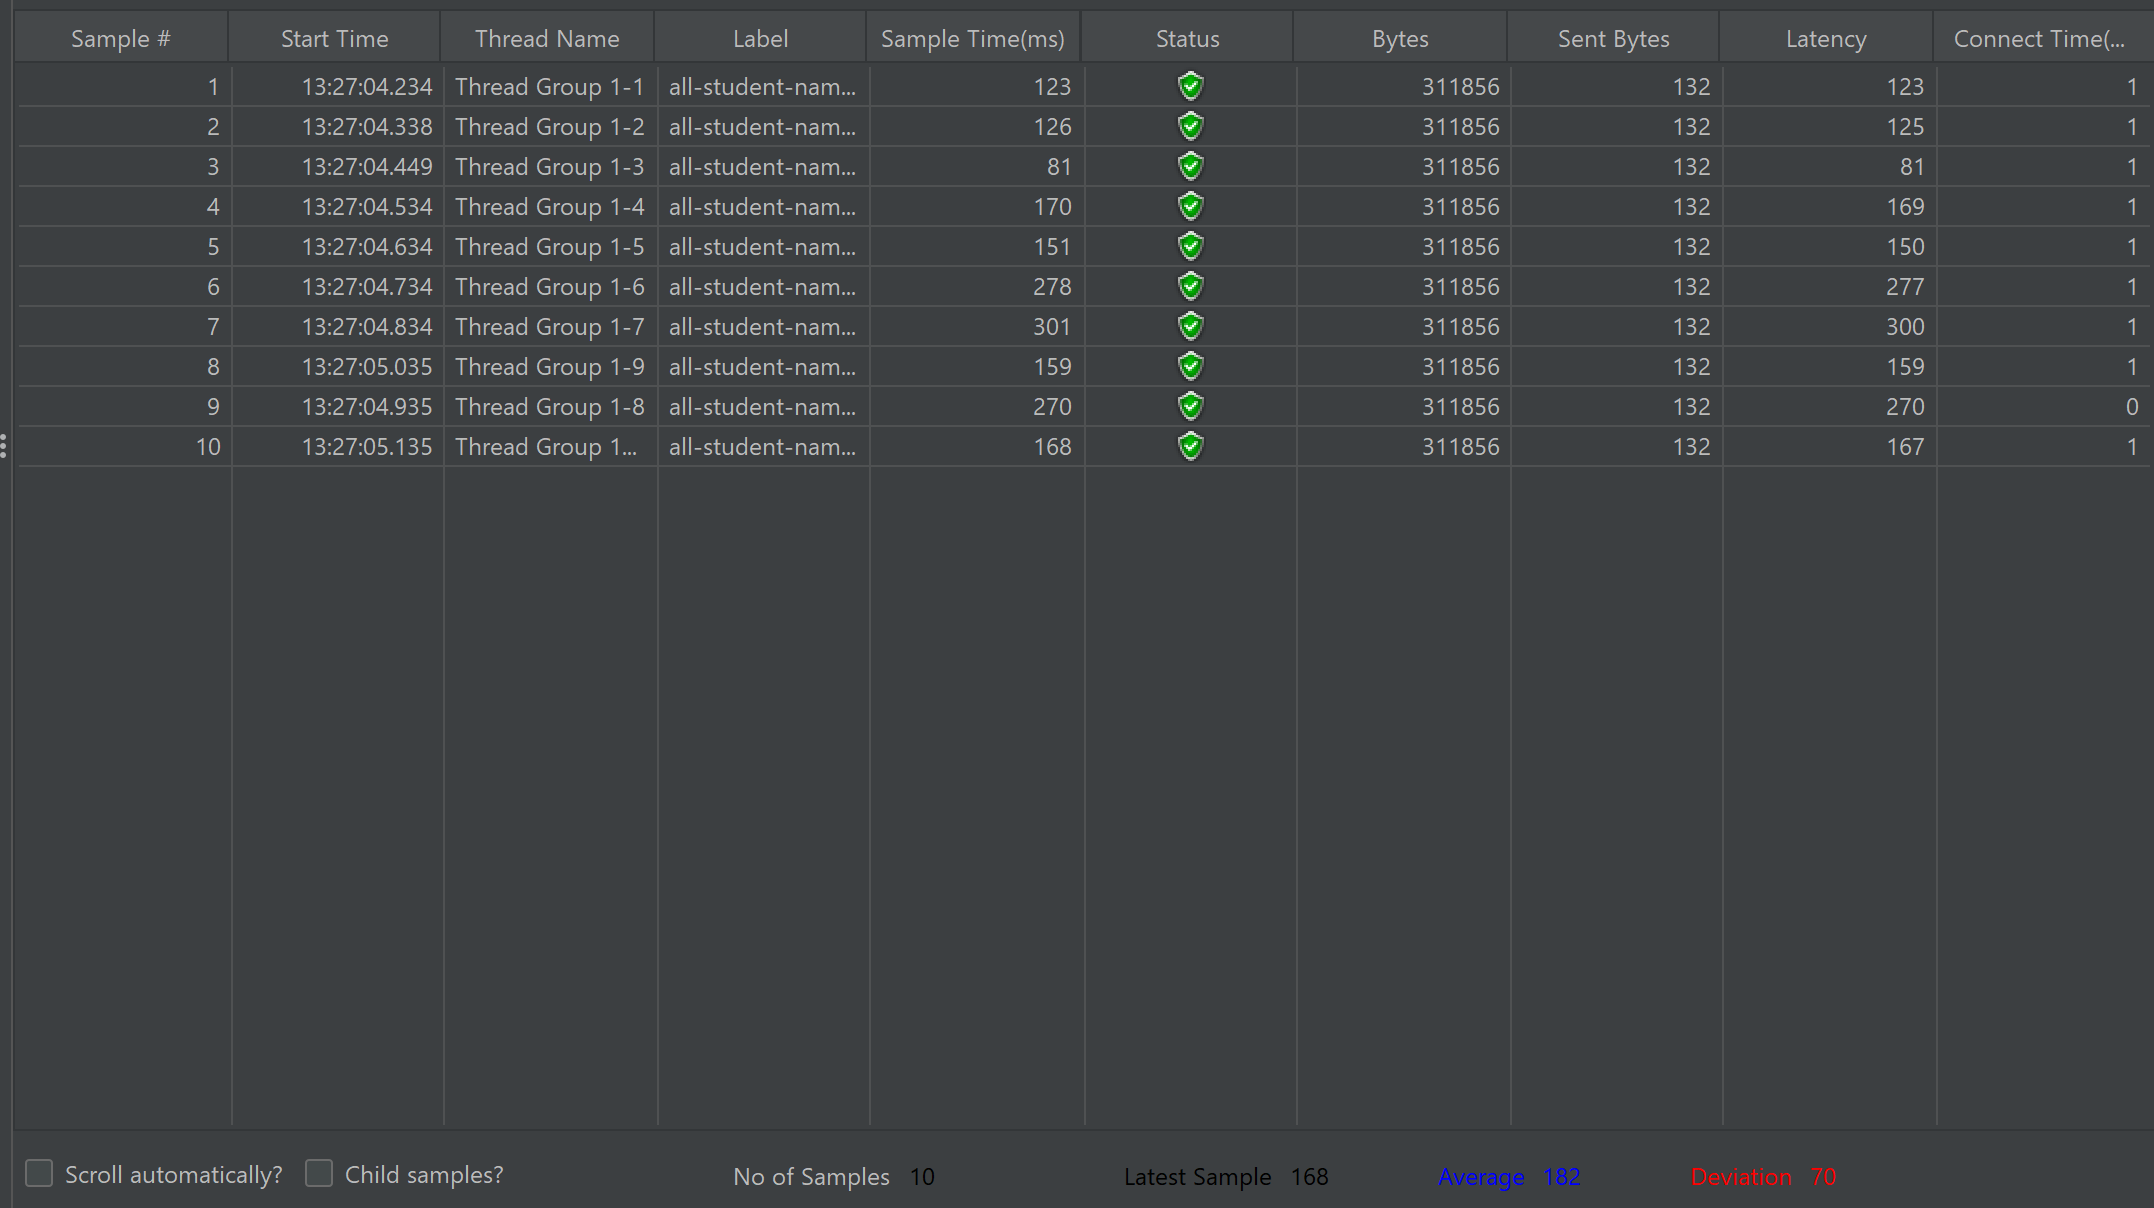 Sample # Start Time Thread Name Label Sample Time(ms) Status Bytes Sent Bytes Latency Connect Time(...
1 13:27:04.234 Thread Group 1-1 all-student-nam... 123 311856 132 123 1
2 13:27:04.338 Thread Group 1-2 all-student-nam... 126 311856 132 125 1
3 13:27:04.449 Thread Group 1-3 all-student-nam... 81 311856 132 81 1
4 13:27:04.534 Thread Group 1-4 all-student-nam... 170 311856 132 169 1
5 13:27:04.634 Thread Group 1-5 all-student-nam... 151 311856 132 150 1
6 13:27:04.734 Thread Group 1-6 all-student-nam... 278 311856 132 277 1
7 13:27:04.834 Thread Group 1-7 all-student-nam... 301 311856 132 300 1
8 13:27:05.035 Thread Group 1-9 all-student-nam... 159 311856 132 159 1
9 13:27:04.935 Thread Group 1-8 all-student-nam... 270 311856 132 270 0
10 13:27:05.135 Thread Group 1... all-student-nam... 168 311856 132 167 1
Scroll automatically? Child samples? No of Samples 10 Latest Sample 168 Average 182 Deviation 70